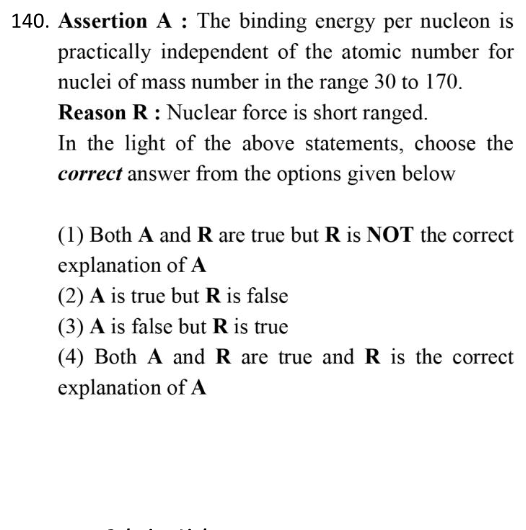 140. Assertion A : The binding energy per nucleon is
practically independent of the atomic number for
nuclei of mass number in the range 30 to 170.
Reason R : Nuclear force is short ranged.
In the light of the above statements, choose the
correct answer from the options given below
(1) Both A and R are true but R is NOT the correct
explanation of A
(2) A is true but R is false
(3) A is false but R is true
(4) Both A and R are true and R is the correct
explanation of A